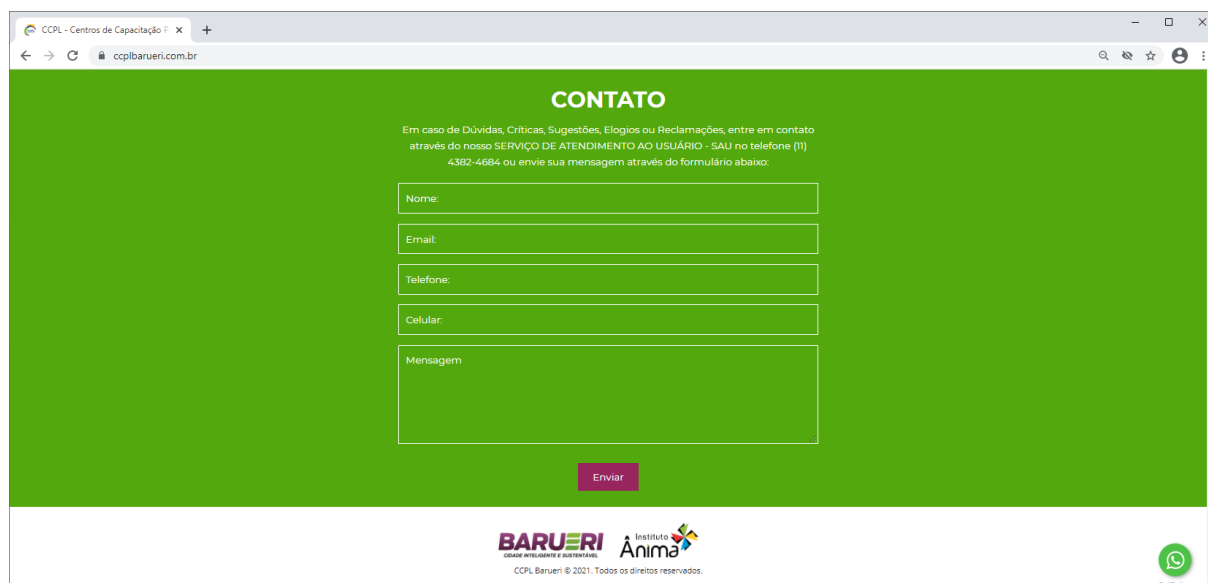 CCPL - Centros de Capacitação P
ccplbarueri.com.br
CONTATO
Em caso de Dúvidas, Críticas, Sugestões, Elogios ou Reclamações, entre em contato
através do nosso SERVIÇO DE ATENDIMENTO AO USUÁRIO - SAU no telefone (11)
4382-4684 ou envie sua mensagem através do formulário abaixo:
Nome:
Email:
Telefone:
Celular:
Mensagem
Enviar
BARUERI
CIDADE INTELIGENTE E SUSTENTÁVEL
Instituto
Ânima
CCPL Barueri © 2021. Todos os direitos reservados.